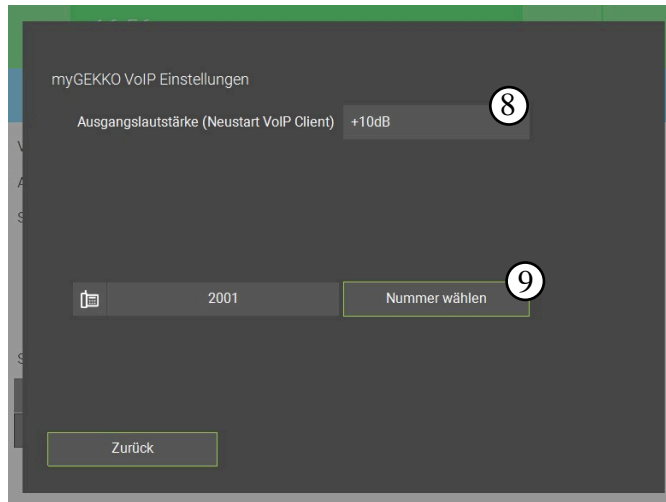 myGEKKO VoIP Einstellungen
8
Ausgangslautstärke (Neustart VoIP Client) +10dB
9
2001 Nummer wählen
Zurück